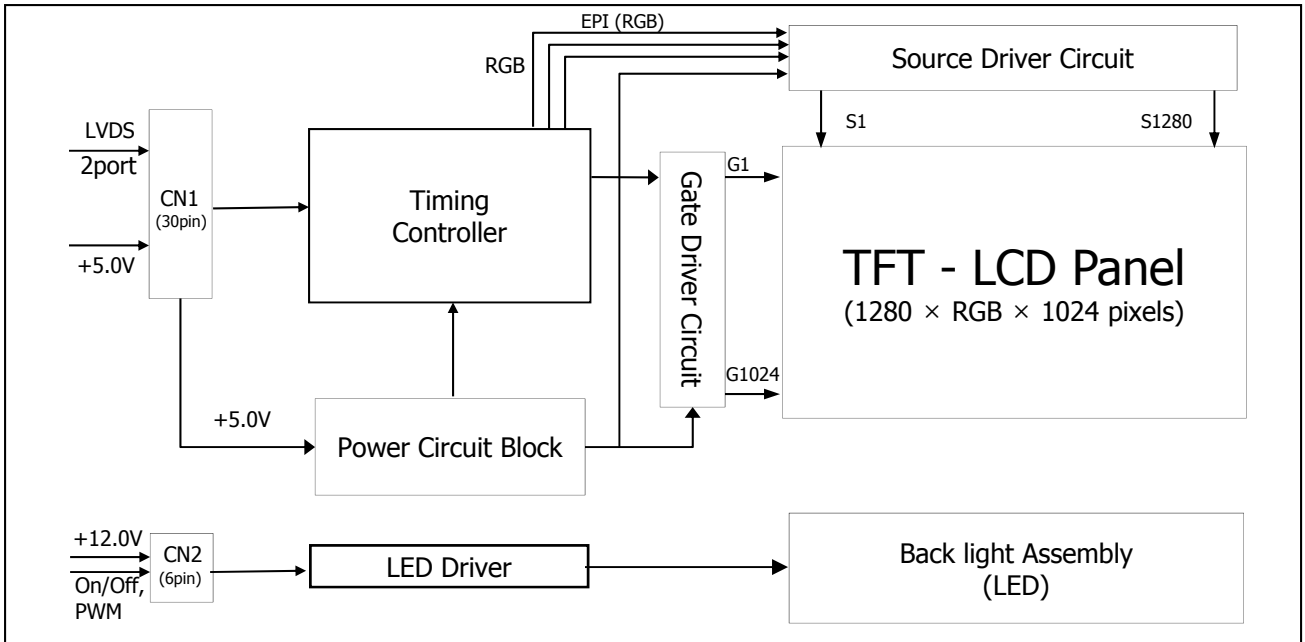 EPI (RGB)
RGB
Source Driver Circuit
S1
S1280
LVDS
2port
CN1
(30pin)
+5.0V
Timing
Controller
Gate Driver Circuit
G1
G1024
TFT - LCD Panel
(1280 × RGB × 1024 pixels)
+5.0V
Power Circuit Block
+12.0V
On/Off,
PWM
CN2
(6pin)
LED Driver
Back light Assembly
(LED)